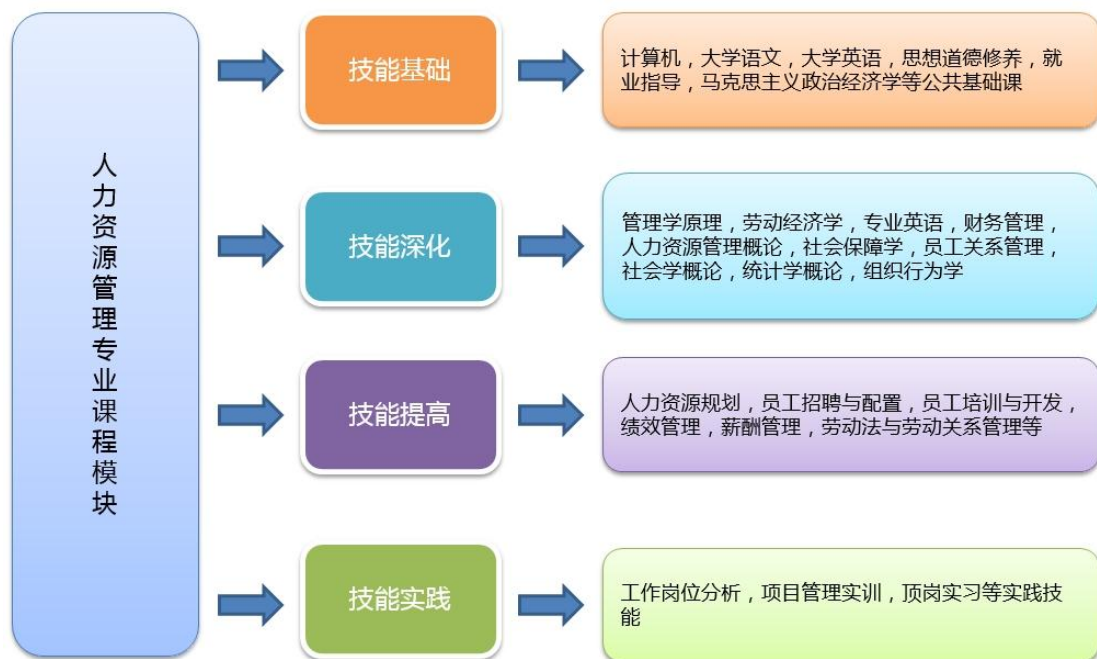 人力资源管理专业课程模块
技能基础
计算机，大学语文，大学英语，思想道德修养，就
业指导，马克思主义政治经济学等公共基础课
技能深化
管理学原理，劳动经济学，专业英语，财务管理，
人力资源管理概论，社会保障学，员工关系管理，
社会学概论，统计学概论，组织行为学
技能提高
人力资源规划，员工招聘与配置，员工培训与开发，
绩效管理，薪酬管理，劳动法与劳动关系管理等
技能实践
工作岗位分析，项目管理实训，顶岗实习等实践技
能